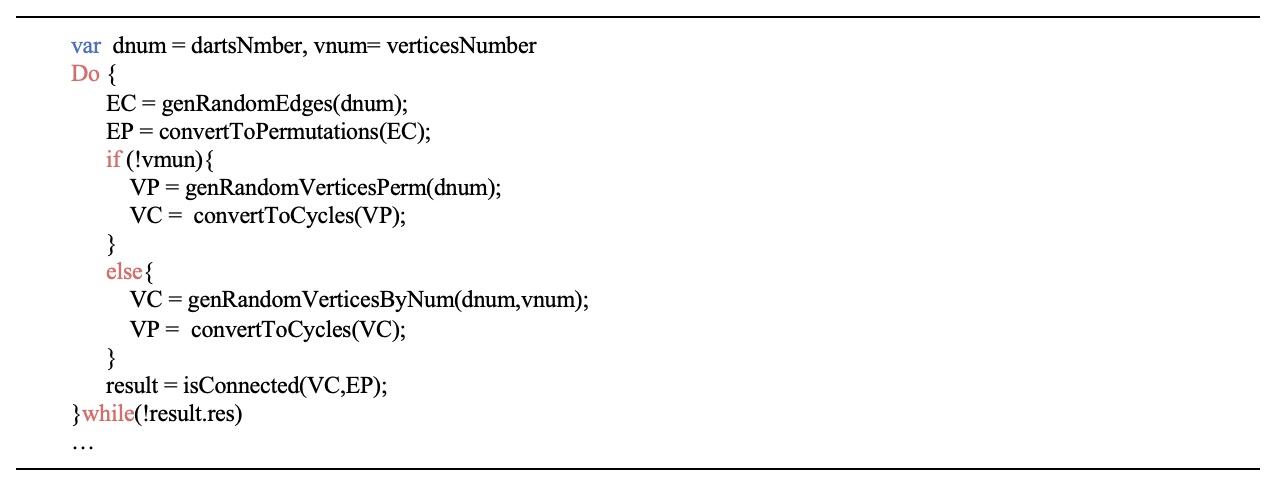 var dnum = dartsNmber, vnum= verticesNumber
Do {
EC = genRandomEdges(dnum);
EP = convertToPermutations(EC);
if (!vmun){
VP = genRandomVerticesPerm(dnum);
VC = convertToCycles(VP);
}
else{
VC = genRandomVerticesByNum(dnum,vnum);
VP = convertToCycles(VC);
}
result = isConnected(VC,EP);
}while(!result.res)
…